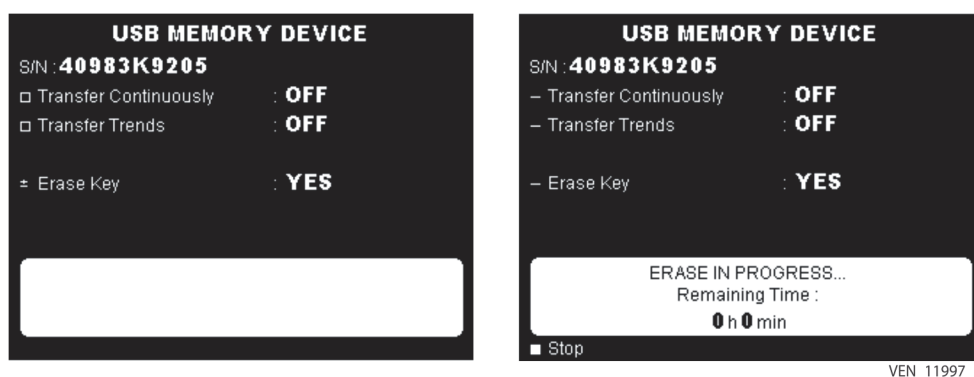 USB MEMORY DEVICE
S/N : 40983K9205
Transfer Continuously : OFF
Transfer Trends : OFF
± Erase Key : YES
USB MEMORY DEVICE
S/N : 40983K9205
– Transfer Continuously : OFF
– Transfer Trends : OFF
– Erase Key : YES
ERASE IN PROGRESS...
Remaining Time :
0 h 0 min
Stop
VEN 11997